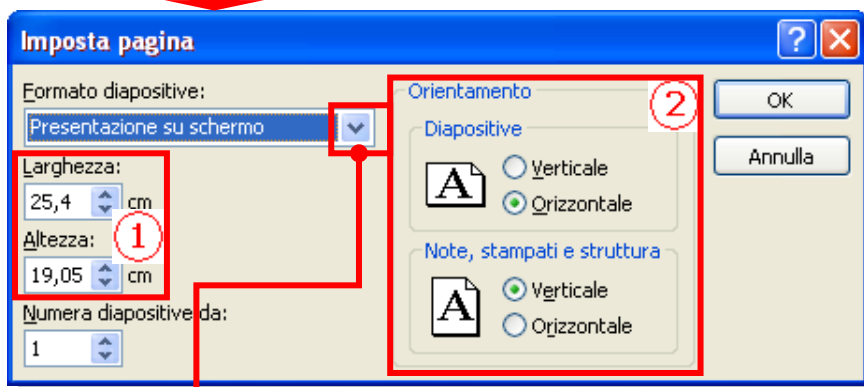 Imposta pagina
Formato diapositive:
Presentazione su schermo
Larghezza:
25,4 cm
Altezza:
19,05 cm
1
Numera diapositive da:
1
Orientamento
2
Diapositive
A
Verticale
Orizzontale
Note, stampati e struttura
A
Verticale
Orizzontale
?
OK
Annulla